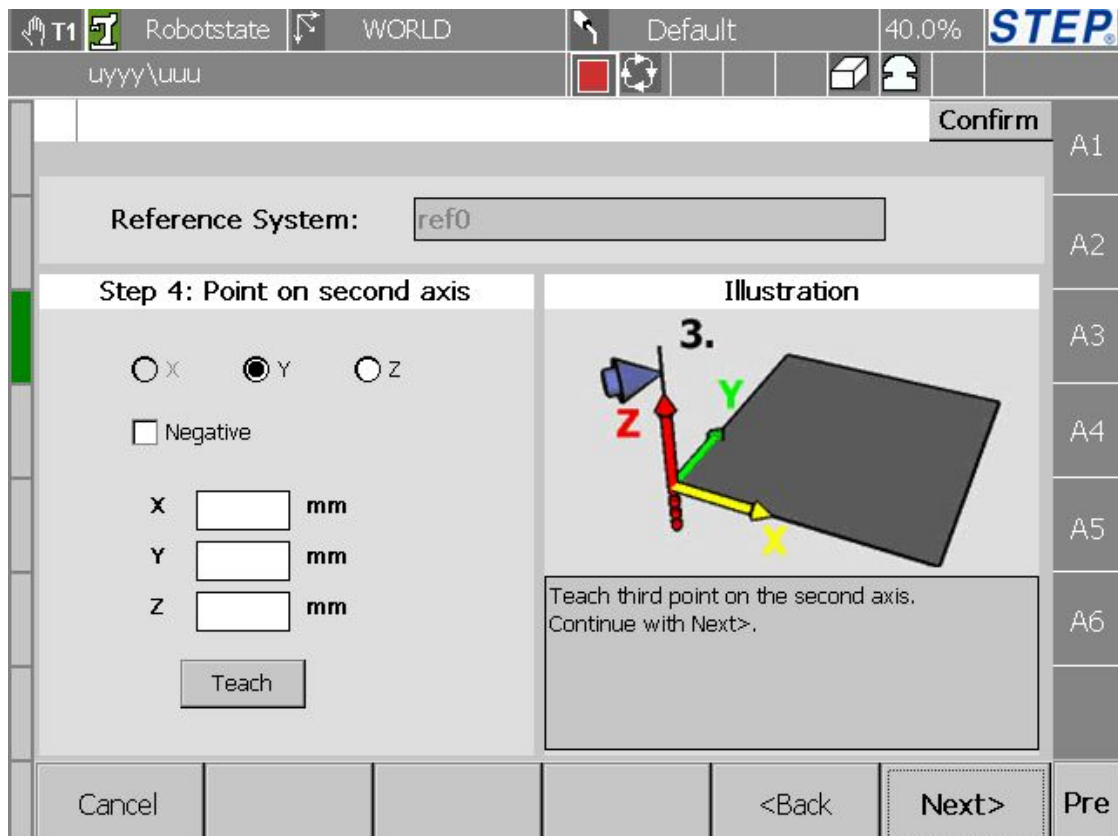 T1 Robotstate WORLD Default 40.0% STEP®
uyyy\uuu
Confirm
A1
Reference System: ref0
A2
Step 4: Point on second axis
Illustration
3.
A3
X Y Z
Y
Z
Negative
A4
X mm
X
A5
Y mm
Z mm
Teach third point on the second axis.
Continue with Next>.
A6
Teach
Cancel <Back Next> Pre